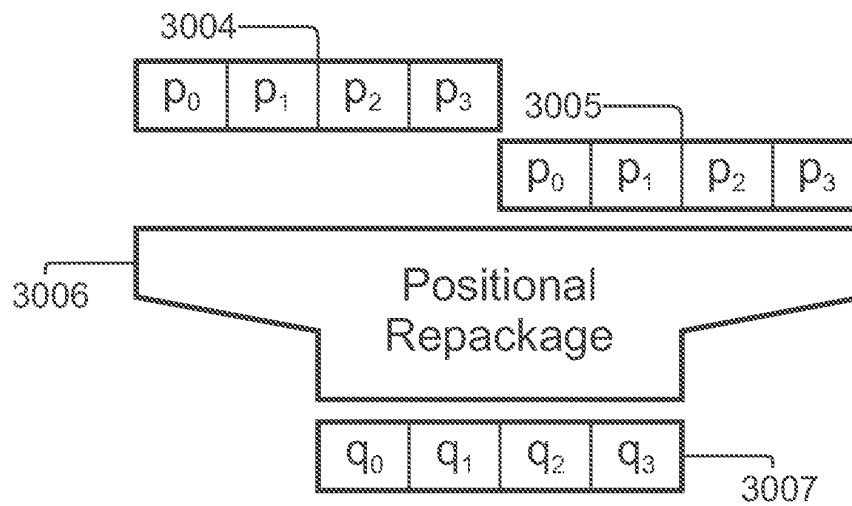 3004
p₀ p₁ p₂ p₃
3005
p₀ p₁ p₂ p₃
3006
Positional
Repackage
q₀ q₁ q₂ q₃
3007